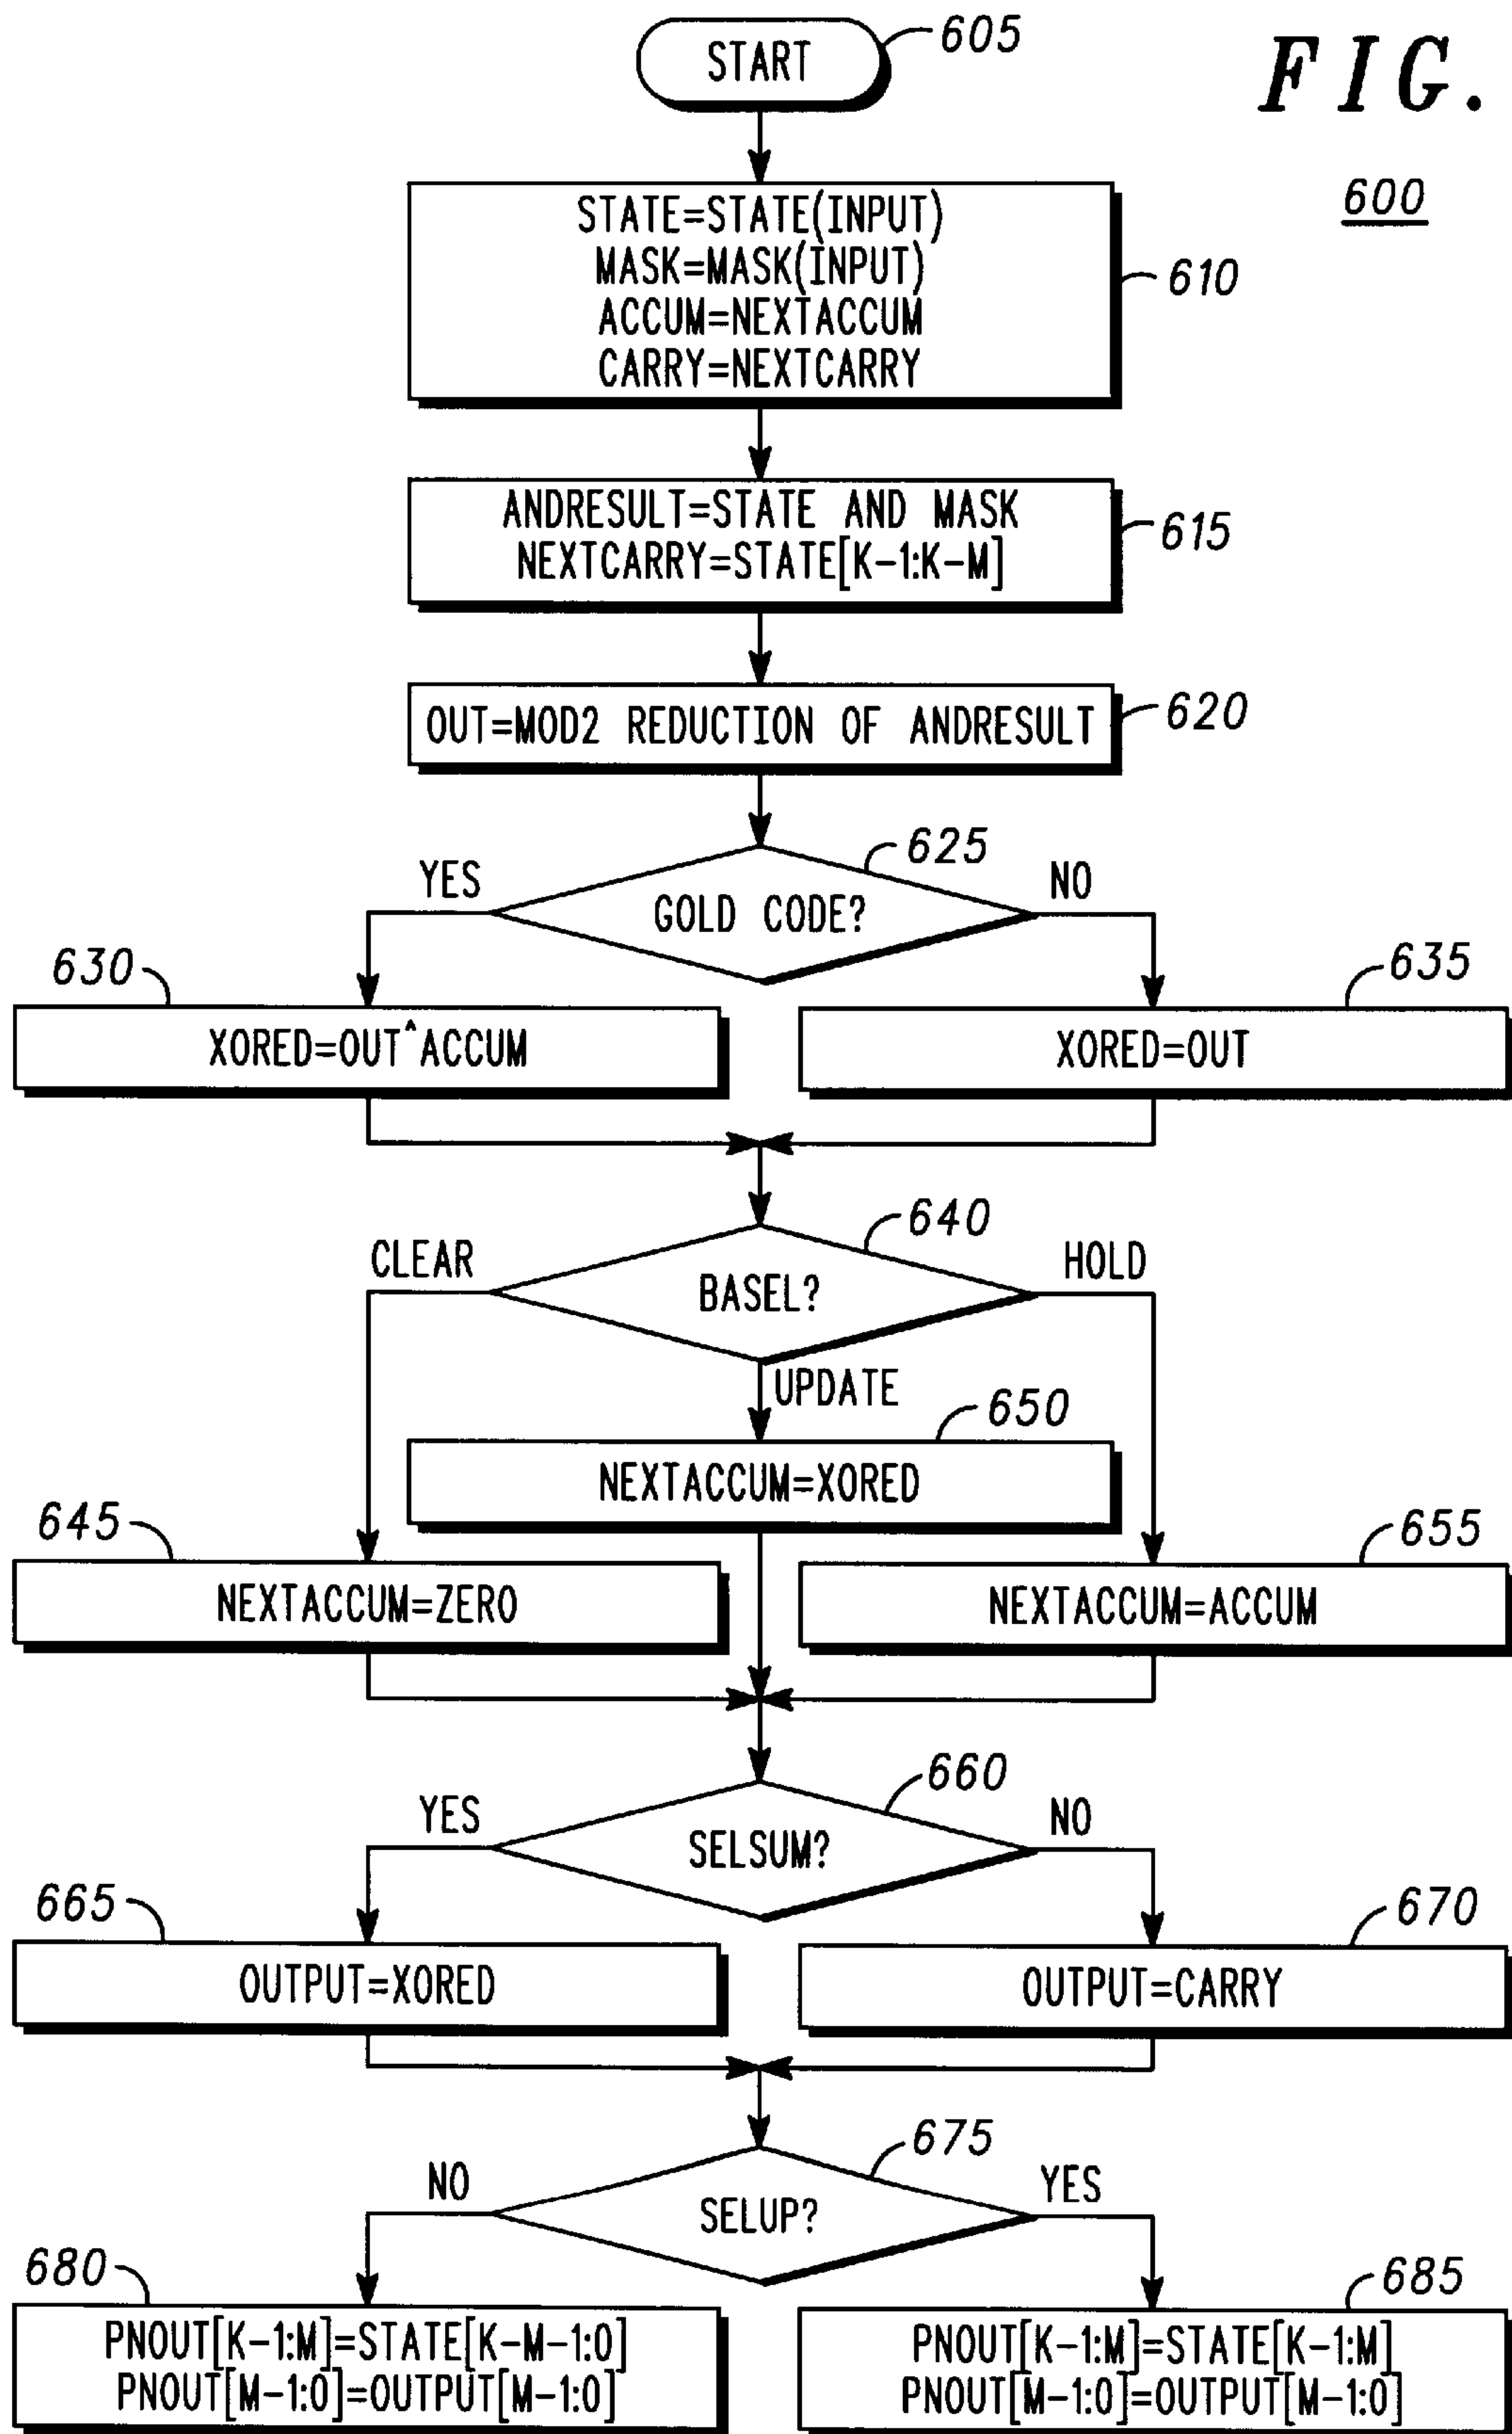 START
605
FIG.
600
STATE=STATE(INPUT)
MASK=MASK(INPUT)
ACCUM=NEXTACCUM
CARRY=NEXTCARRY
610
ANDRESULT=STATE AND MASK
NEXTCARRY=STATE[K-1:K-M]
615
OUT=MOD2 REDUCTION OF ANDRESULT
620
625
YES
GOLD CODE?
NO
630
635
XORED=OUT^ACCUM
XORED=OUT
640
CLEAR
BASEL?
HOLD
UPDATE
650
NEXTACCUM=XORED
645
655
NEXTACCUM=ZERO
NEXTACCUM=ACCUM
660
YES
SELSUM?
NO
665
670
OUTPUT=XORED
OUTPUT=CARRY
675
NO
SELUP?
YES
680
685
PNOUT[K-1:M]=STATE[K-M-1:0]
PNOUT[M-1:0]=OUTPUT[M-1:0]
PNOUT[K-1:M]=STATE[K-1:M]
PNOUT[M-1:0]=OUTPUT[M-1:0]